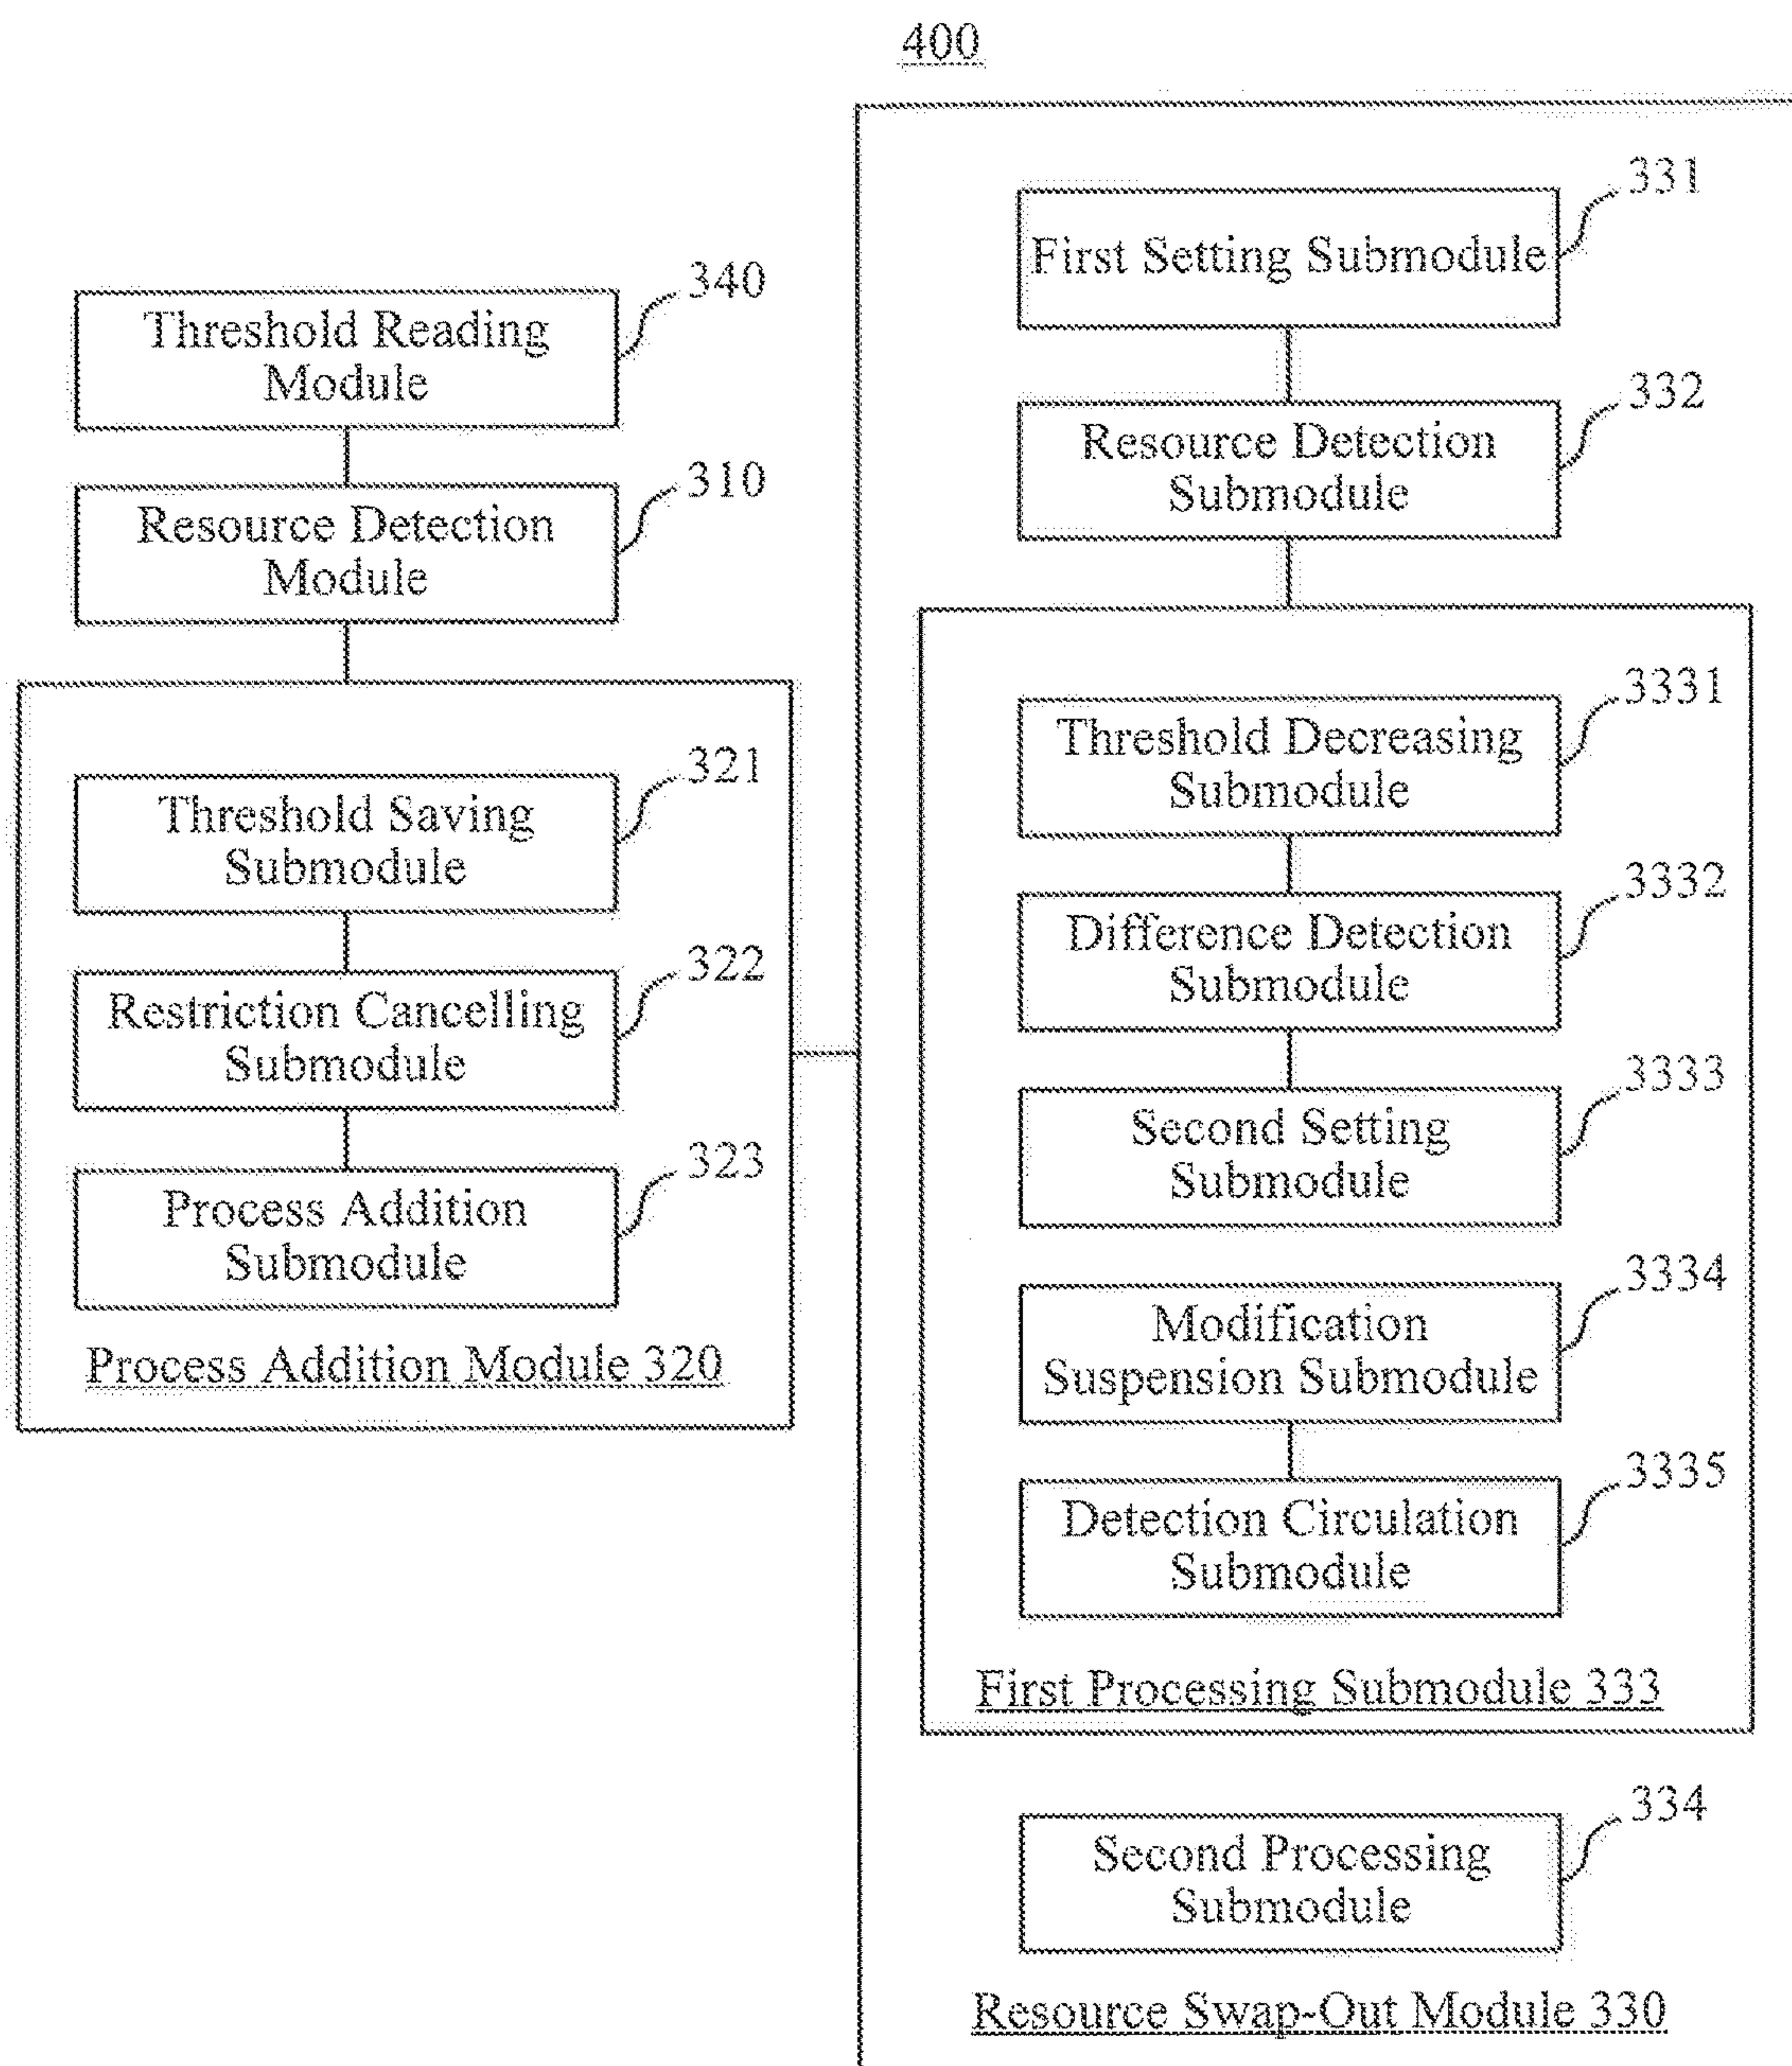 400
340
Threshold Reading
Module
310
Resource Detection
Module
321
Threshold Saving
Submodule
322
Restriction Cancelling
Submodule
323
Process Addition
Submodule
Process Addition Module 320
331
First Setting Submodule
332
Resource Detection
Submodule
3331
Threshold Decreasing
Submodule
3332
Difference Detection
Submodule
3333
Second Setting
Submodule
3334
Modification
Suspension Submodule
3335
Detection Circulation
Submodule
First Processing Submodule 333
334
Second Processing
Submodule
Resource Swap-Out Module 330